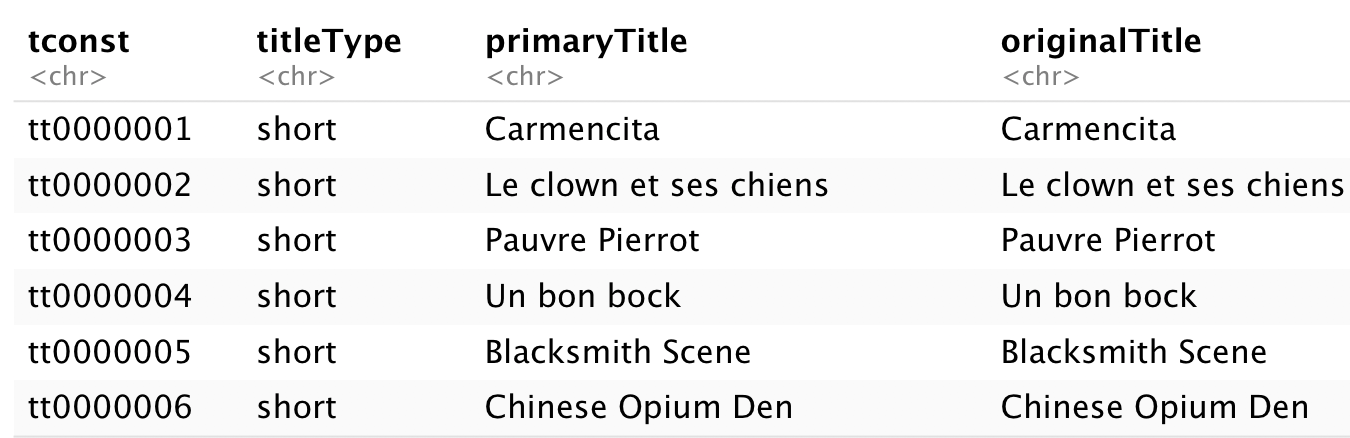 tconst titleType primaryTitle originalTitle
<chr> <chr> <chr> <chr>
tt0000001 short Carmencita Carmencita
tt0000002 short Le clown et ses chiens Le clown et ses chiens
tt0000003 short Pauvre Pierrot Pauvre Pierrot
tt0000004 short Un bon bock Un bon bock
tt0000005 short Blacksmith Scene Blacksmith Scene
tt0000006 short Chinese Opium Den Chinese Opium Den